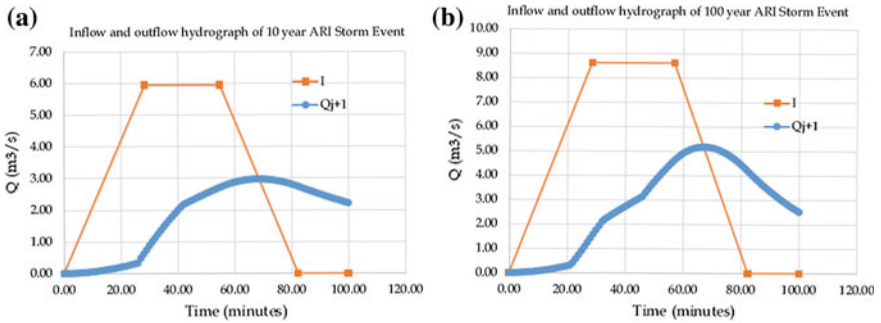 (a)
Inflow and outflow hydrograph of 10 year ARI Storm Event
7.00
6.00
5.00
4.00
3.00
2.00
1.00
0.00
Q (m3/s)
I
Qj+1
0.00 20.00 40.00 60.00 80.00 100.00 120.00
Time (minutes)
(b)
Inflow and outflow hydrograph of 100 year ARI Storm Event
10.00
9.00
8.00
7.00
6.00
5.00
4.00
3.00
2.00
1.00
0.00
Q (m3/s)
I
Qj+1
0.00 20.00 40.00 60.00 80.00 100.00 120.00
Time (minutes)